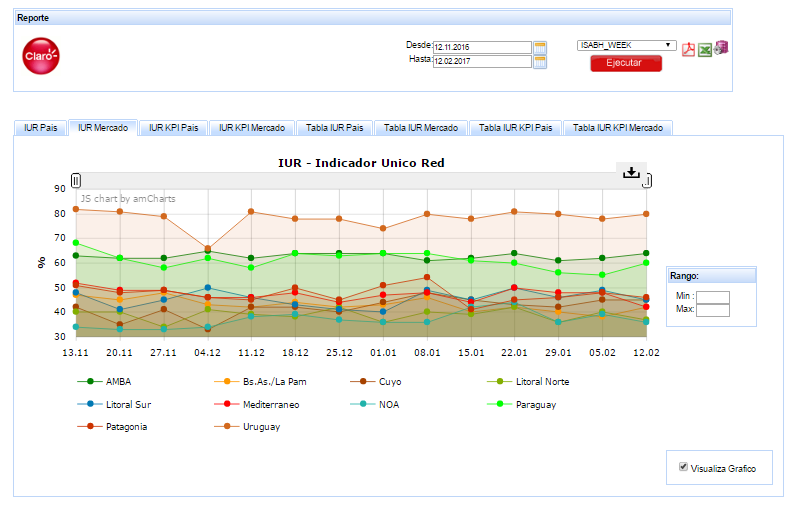 Reporte
Claro
Desde: 12.11.2016
Hasta: 12.02.2017
ISABH_WEEK
Ejecutar
IUR Pais
IUR Mercado
IUR KPI Pais
IUR KPI Mercado
Tabla IUR Pais
Tabla IUR Mercado
Tabla IUR KPI Pais
Tabla IUR KPI Mercado
IUR - Indicador Unico Red
JS chart by amCharts
90
80
70
60
50
40
30
%
13.11 20.11 27.11 04.12 11.12 18.12 25.12 01.01 08.01 15.01 22.01 29.01 05.02 12.02
AMBA Bs.As./La Pam Cuyo Litoral Norte
Litoral Sur Mediterraneo NOA Paraguay
Patagonia Uruguay
Rango:
Min :
Max:
Visualiza Grafico